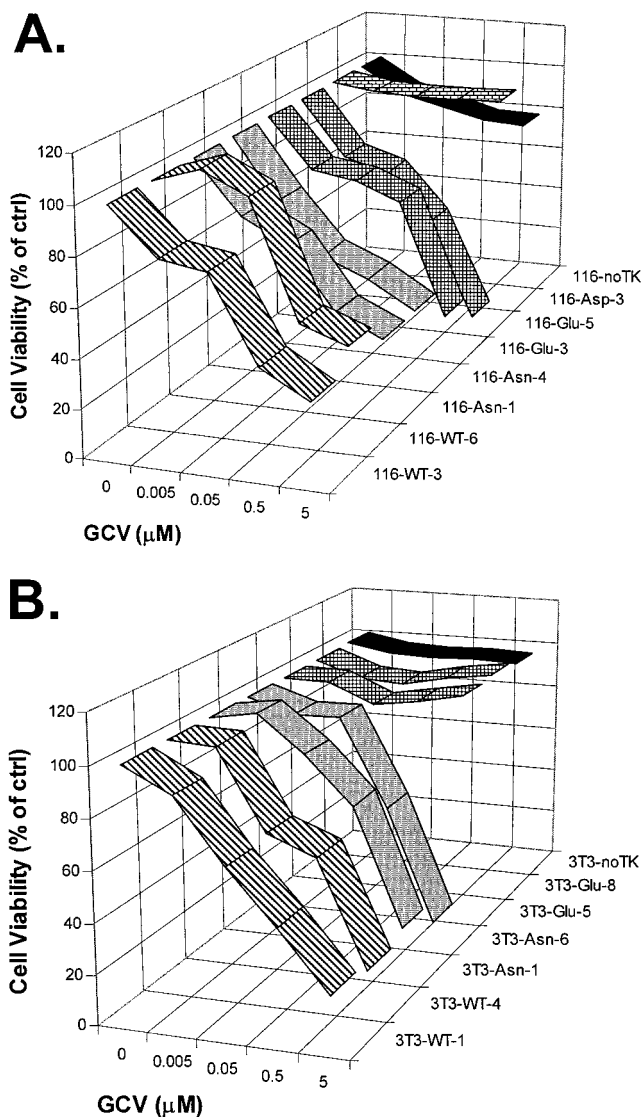 A.
Cell Viability (% of ctrl)
120
100
80
60
40
20
0
0
0.005
0.05
0.5
5
GCV (μM)
116-noTK
116-Asp-3
116-Glu-5
116-Glu-3
116-Asn-4
116-Asn-1
116-WT-6
116-WT-3
B.
Cell Viability (% of ctrl)
120
100
80
60
40
20
0
0
0.005
0.05
0.5
5
GCV (μM)
3T3-noTK
3T3-Glu-8
3T3-Glu-5
3T3-Asn-6
3T3-Asn-1
3T3-WT-4
3T3-WT-1